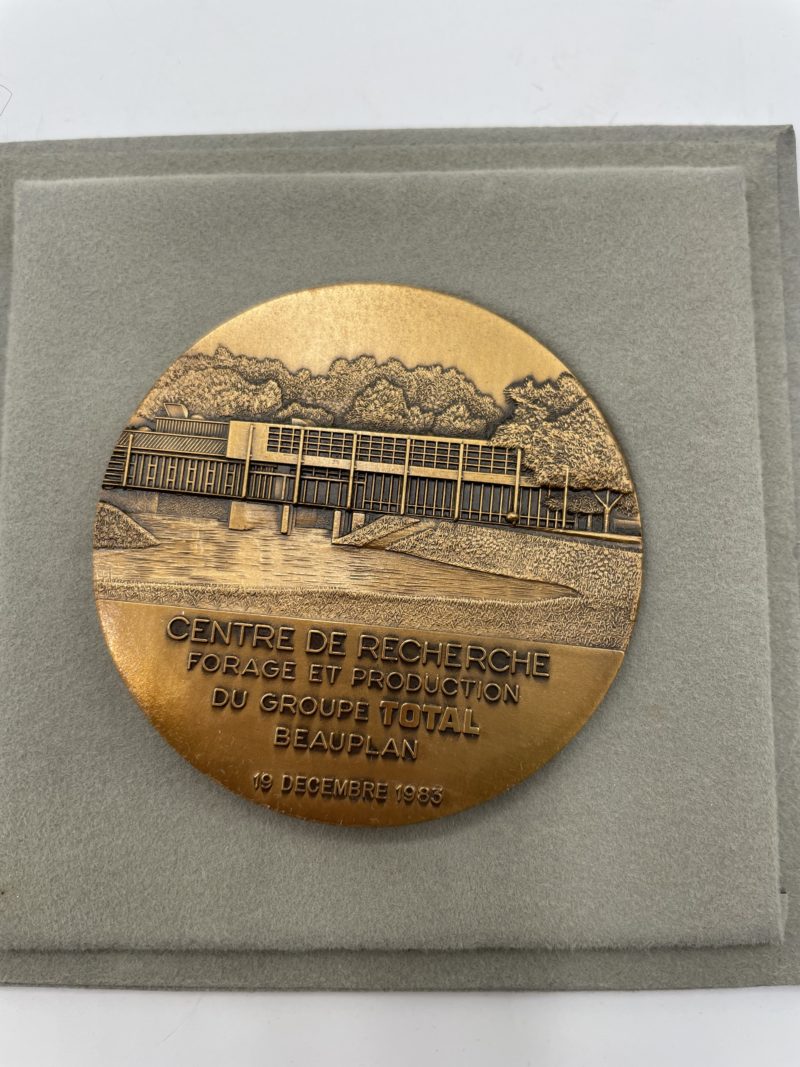 CENTRE DE RECHERCHE
FORAGE ET PRODUCTION
DU GROUPE TOTAL
BEAUPLAN
19 DECEMBRE 1983